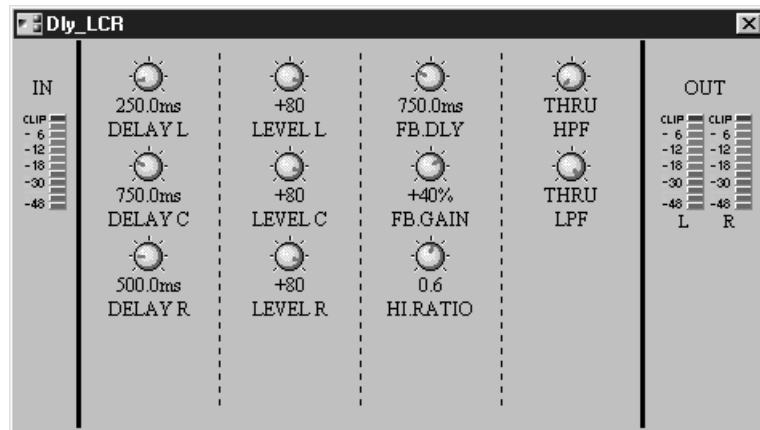 Dly_LCR
IN
CLIP
- 6
-12
-18
-30
-48
250.0ms
DELAY L
750.0ms
DELAY C
500.0ms
DELAY R
+80
LEVEL L
+80
LEVEL C
+80
LEVEL R
750.0ms
FB.DLY
+40%
FB.GAIN
0.6
HI.RATIO
THRU
HPF
THRU
LPF
OUT
CLIP CLIP
- 6 - 6
-12 -12
-18 -18
-30 -30
-48 -48
L R